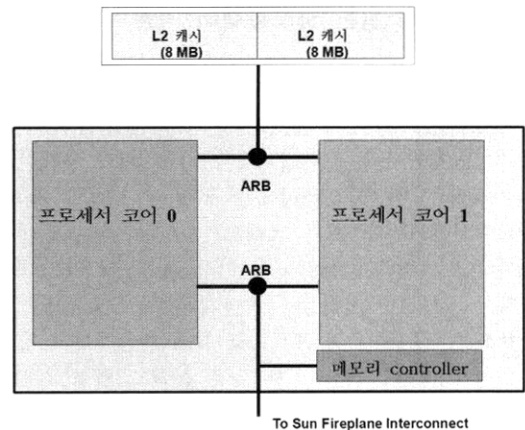 L2 캐시
(8 MB)
L2 캐시
(8 MB)
ARB
프로세서 코어 0
프로세서 코어 1
ARB
메모리 controller
To Sun Fireplane Interconnect